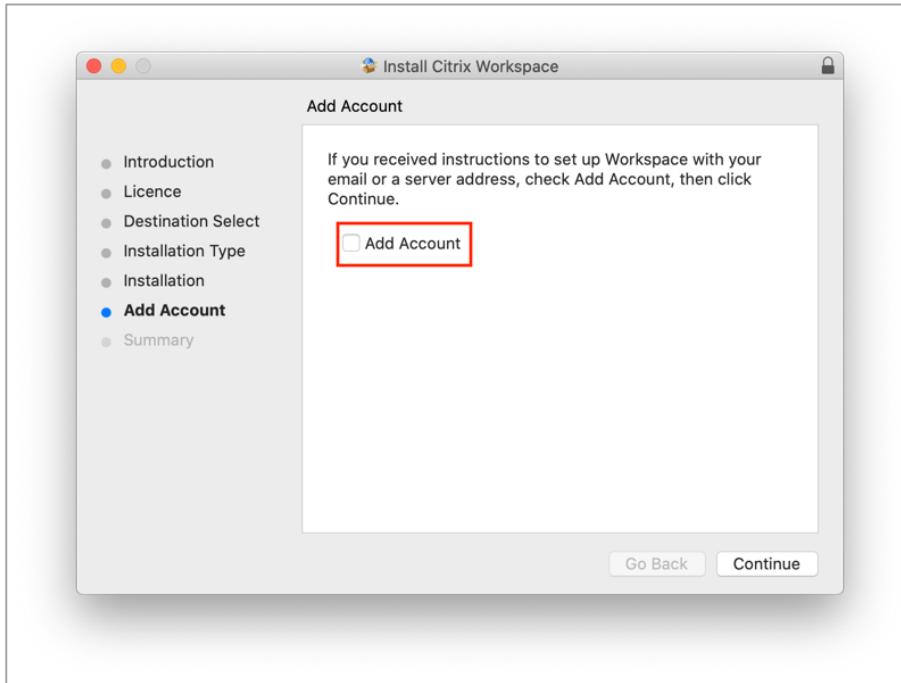 Install Citrix Workspace
Add Account
Introduction
Licence
Destination Select
Installation Type
Installation
Add Account
Summary
If you received instructions to set up Workspace with your
email or a server address, check Add Account, then click
Continue.
Add Account
Go Back
Continue